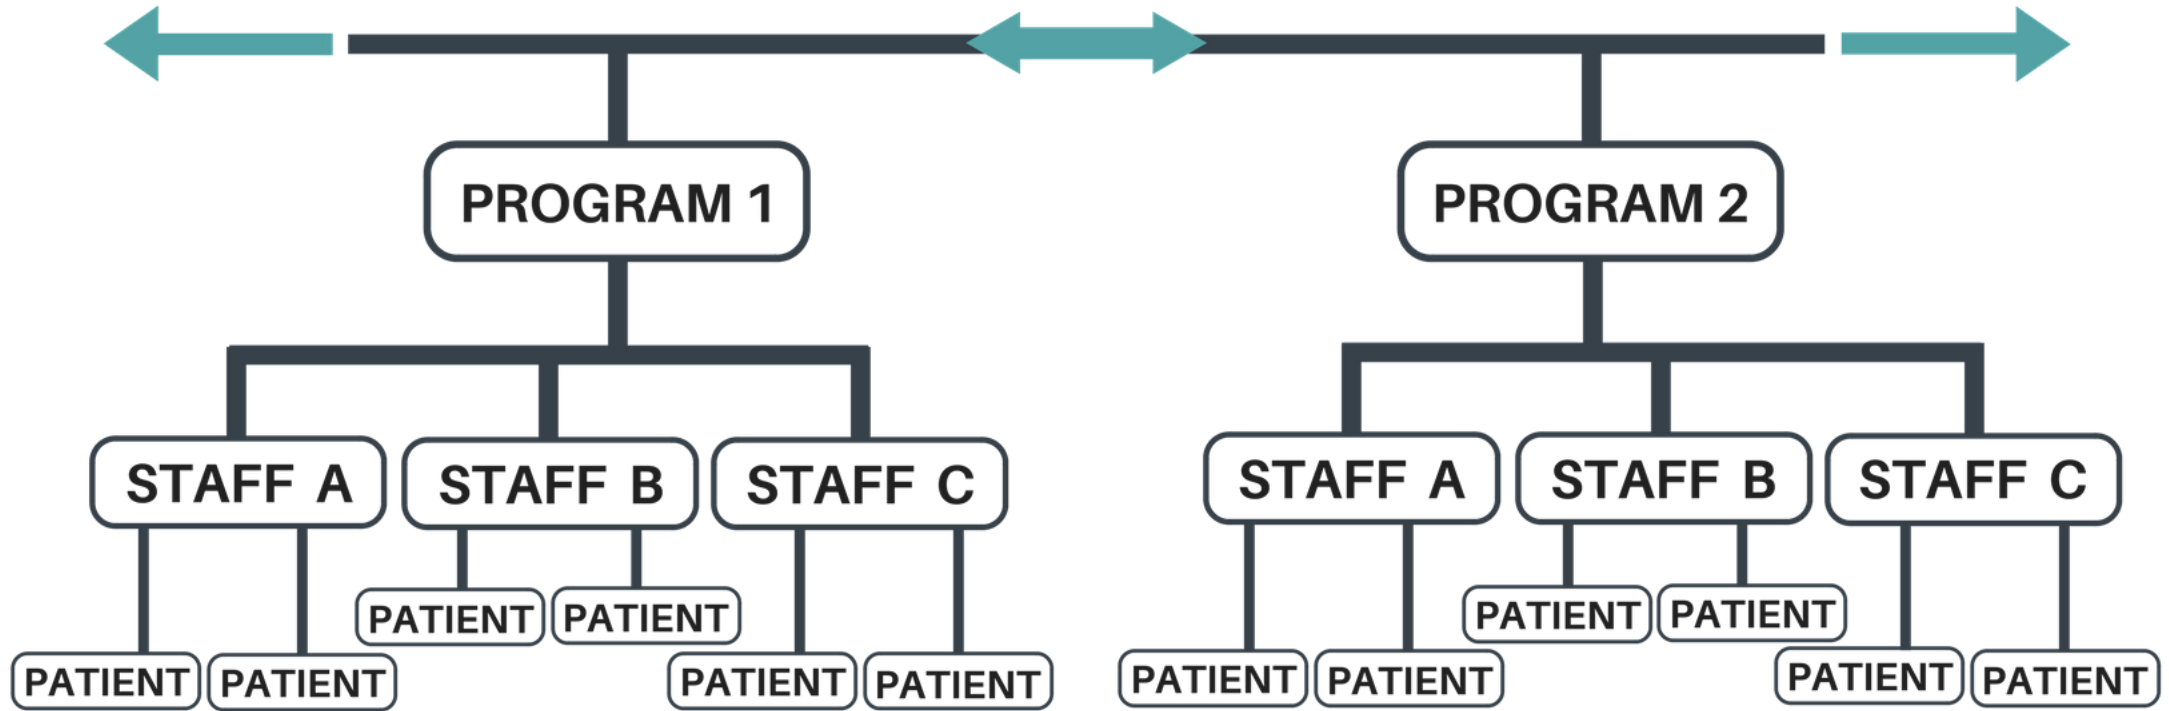 PROGRAM 1
PROGRAM 2
STAFF A
STAFF B
STAFF C
STAFF A
STAFF B
STAFF C
PATIENT
PATIENT
PATIENT
PATIENT
PATIENT
PATIENT
PATIENT
PATIENT
PATIENT
PATIENT
PATIENT
PATIENT